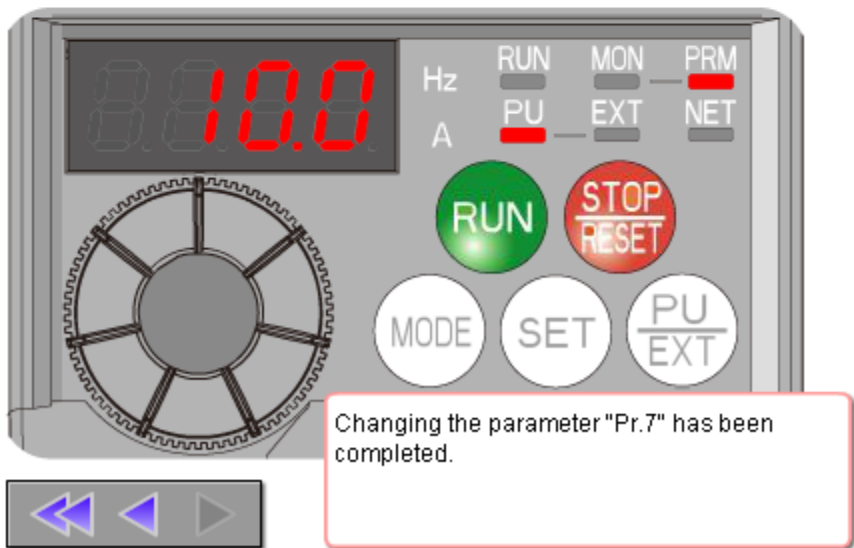 10.0
Hz RUN MON PRM
A PU EXT NET
RUN STOP
RESET
MODE SET PU
EXT
Changing the parameter "Pr.7" has been
completed.